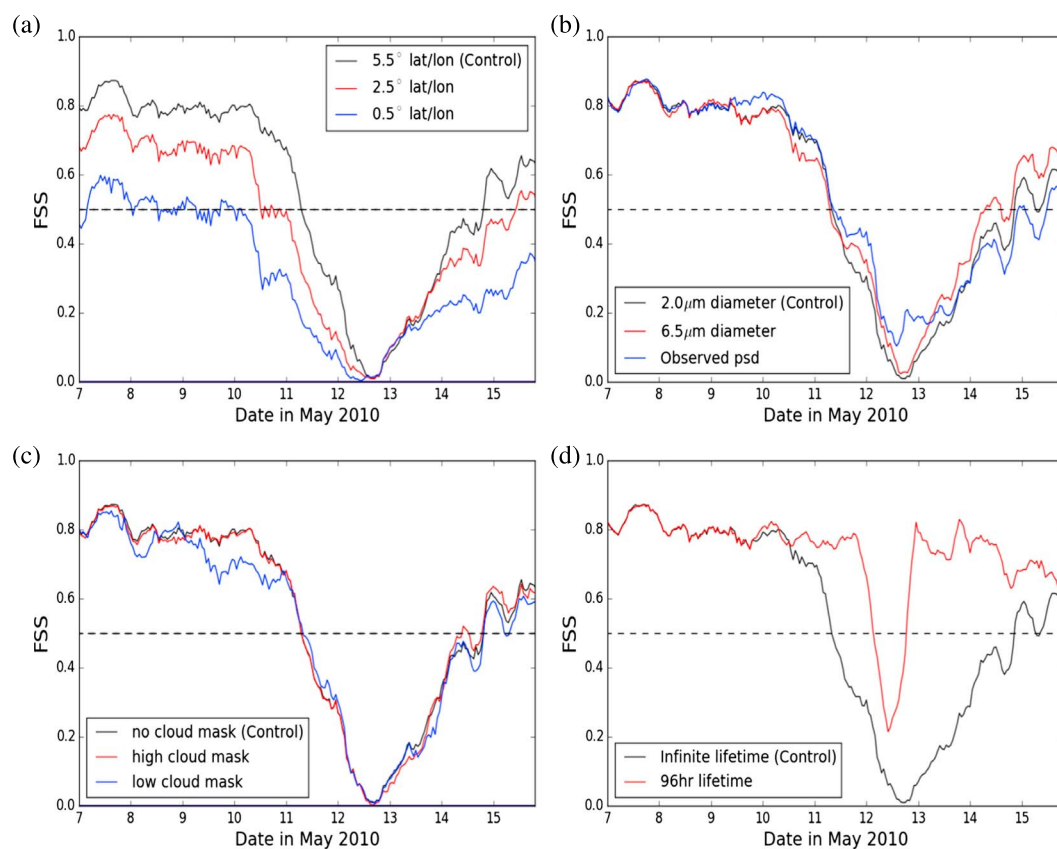 (a)
1.0
0.8
0.6
0.4
0.2
0.0
FSS
5.5° lat/lon (Control)
2.5° lat/lon
0.5° lat/lon
7 8 9 10 11 12 13 14 15
Date in May 2010
(b)
1.0
0.8
0.6
0.4
0.2
0.0
FSS
2.0μm diameter (Control)
6.5μm diameter
Observed psd
7 8 9 10 11 12 13 14 15
Date in May 2010
(c)
1.0
0.8
0.6
0.4
0.2
0.0
FSS
no cloud mask (Control)
high cloud mask
low cloud mask
7 8 9 10 11 12 13 14 15
Date in May 2010
(d)
1.0
0.8
0.6
0.4
0.2
0.0
FSS
Infinite lifetime (Control)
96hr lifetime
7 8 9 10 11 12 13 14 15
Date in May 2010